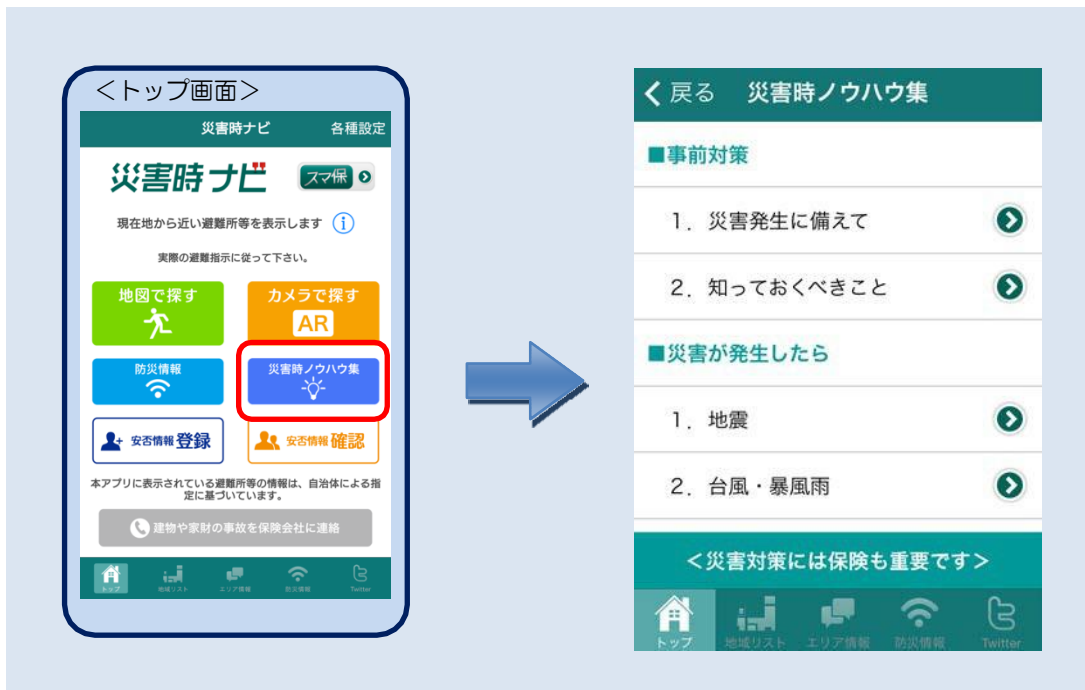 ＜トップ画面＞
災害時ナビ 各種設定
災害時ナビ スマ保
現在地から近い避難所等を表示します i
実際の避難指示に従って下さい。
地図で探す カメラで探す
AR
防災情報 災害時ノウハウ集
安否情報登録 安否情報確認
本アプリに表示されている避難所等の情報は、自治体による指
定に基づいています。
建物や家財の事故を保険会社に連絡
トップ 地域リスト エリア情報 防災情報 Twitter
戻る 災害時ノウハウ集
■事前対策
1．災害発生に備えて
2．知っておくべきこと
■災害が発生したら
1．地震
2．台風・暴風雨
＜災害対策には保険も重要です＞
トップ 地域リスト エリア情報 防災情報 Twitter